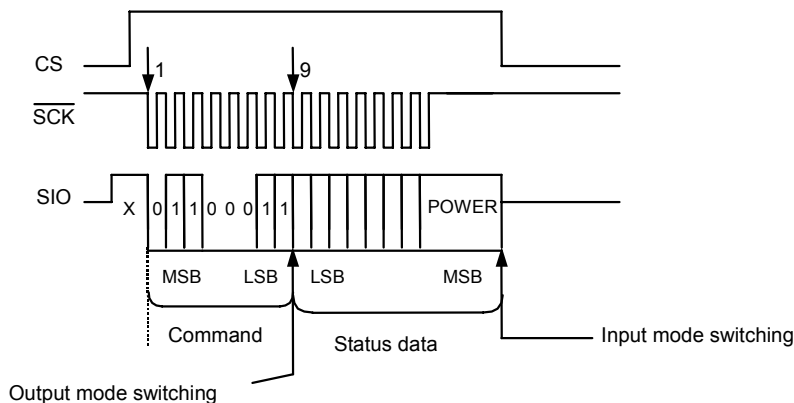 CS
1
9
SCK
SIO
X 0 1 1 0 0 0 1 1 POWER
MSB LSB LSB MSB
Command
Status data
Input mode switching
Output mode switching